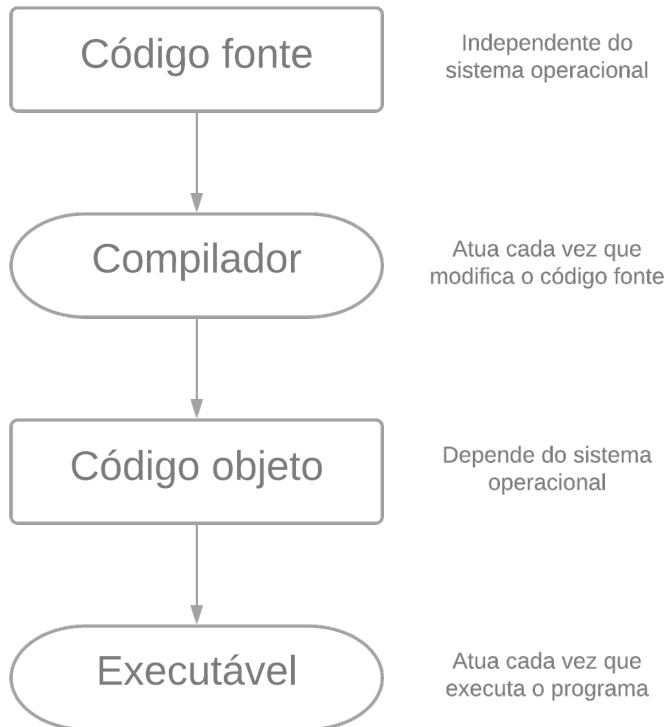 Código fonte
Independente do
sistema operacional
Compilador
Atua cada vez que
modifica o código fonte
Código objeto
Depende do sistema
operacional
Executável
Atua cada vez que
executa o programa